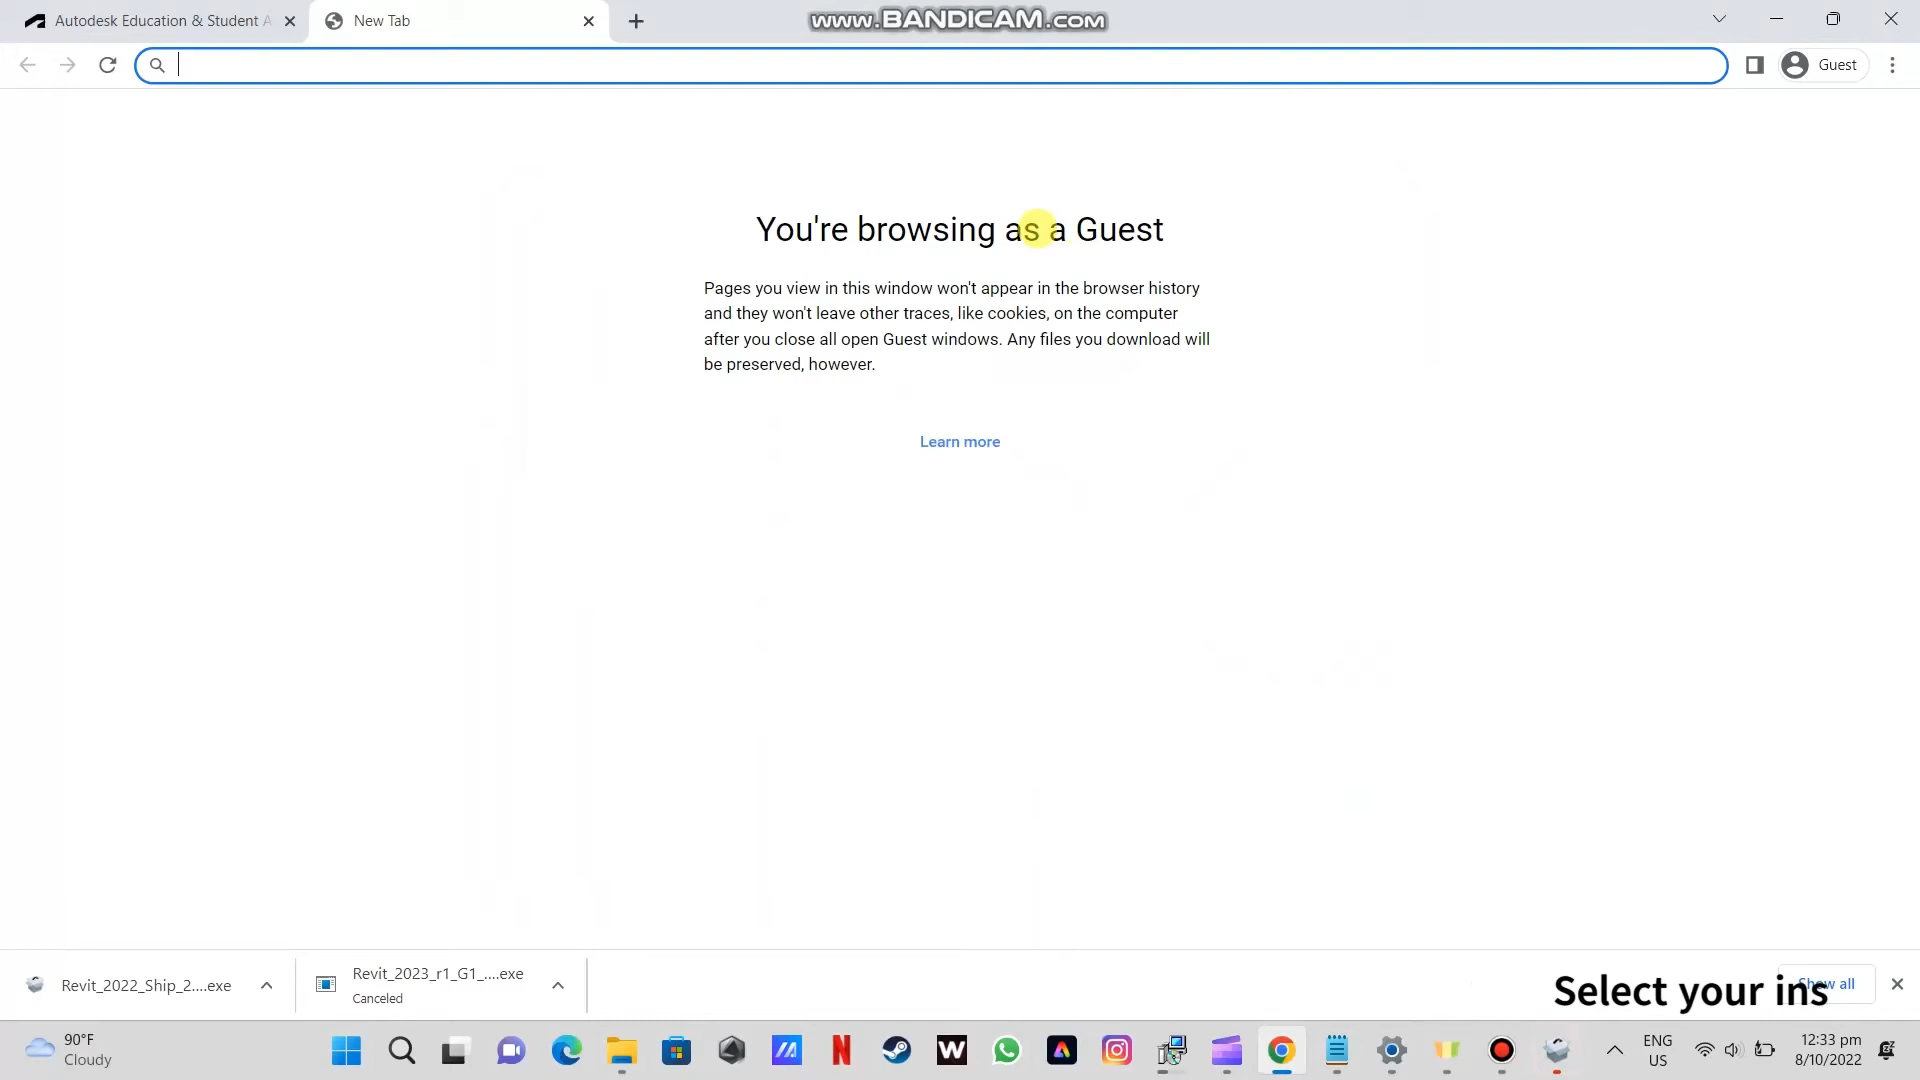 Autodesk Education & Student A
New Tab
www.BANDICAM.com
Guest
You're browsing as a Guest
Pages you view in this window won't appear in the browser history
and they won't leave other traces, like cookies, on the computer
after you close all open Guest windows. Any files you download will
be preserved, however.
Learn more
Revit_2022_Ship_2....exe
Revit_2023_r1_G1_....exe
Canceled
Show all
Select your ins
90°F
Cloudy
N
W
ENG
US
12:33 pm
8/10/2022